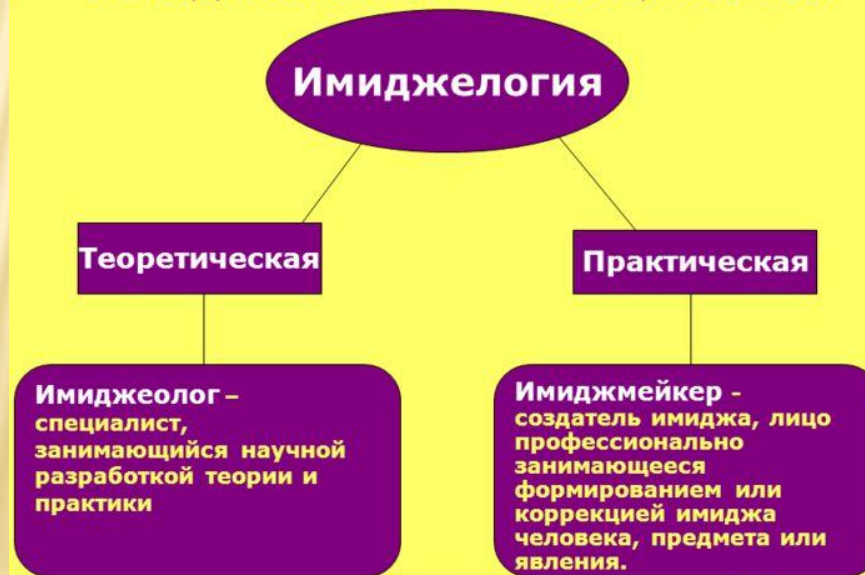 Имиджелогия
Теоретическая
Практическая
Имиджеолог –
специалист,
занимающийся научной
разработкой теории и
практики
Имиджмейкер -
создатель имиджа, лицо
профессионально
занимающееся
формированием или
коррекцией имиджа
человека, предмета или
явления.